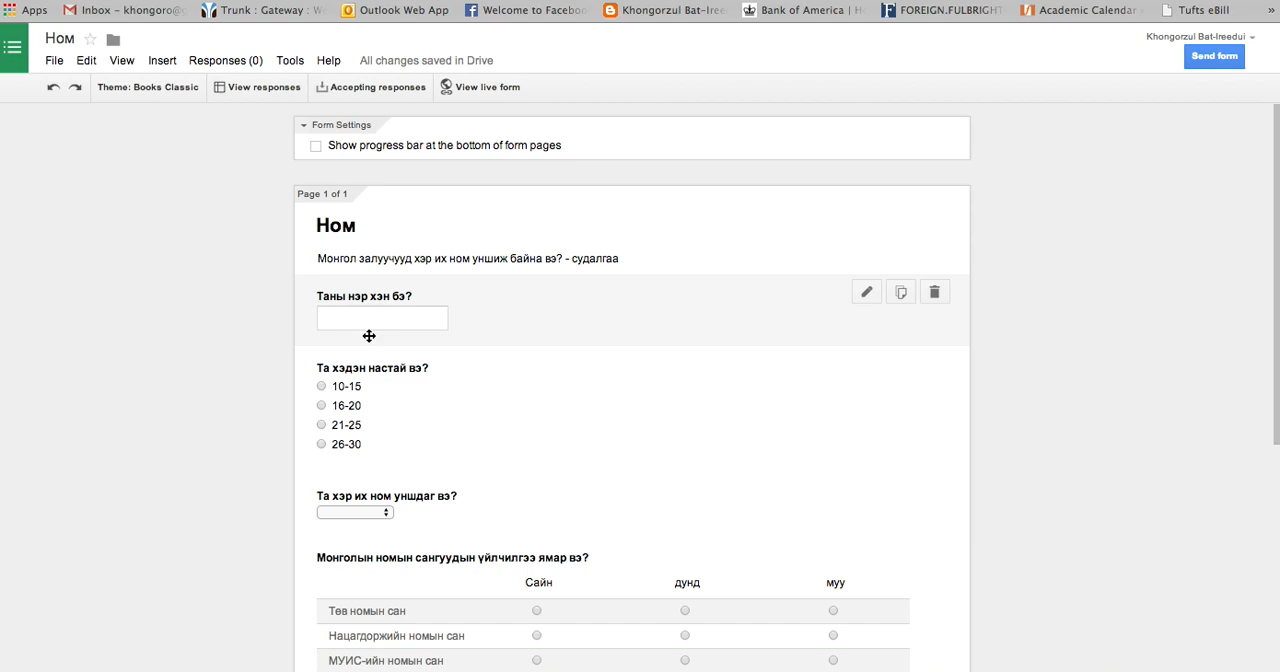 Apps Inbox – khongoro@g Trunk : Gateway : W Outlook Web App Welcome to Faceboo Khongorzul Bat-Iree Bank of America | H FOREIGN.FULBRIGHT Academic Calendar Tufts eBill »
Ном Khongorzul Bat-Ireedui
File Edit View Insert Responses (0) Tools Help All changes saved in Drive Send form
Theme: Books Classic View responses Accepting responses View live form
Form Settings
Show progress bar at the bottom of form pages
Page 1 of 1
Ном
Монгол залуучууд хэр их ном уншиж байна вэ? - судалгаа
Таны нэр хэн бэ?
Та хэдэн настай вэ?
10-15
16-20
21-25
26-30
Та хэр их ном уншдаг вэ?
Монголын номын сангуудын үйлчилгээ ямар вэ?
Сайн дунд муу
Төв номын сан
Нацагдоржийн номын сан
МУИС-ийн номын сан